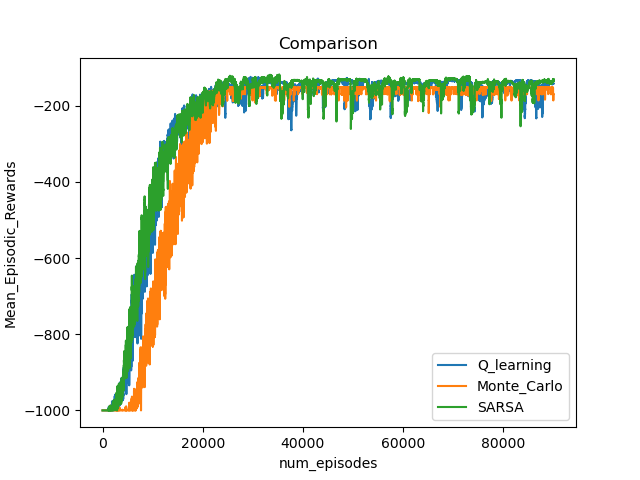 Comparison
Mean_Episodic_Rewards
−200
−400
−600
−800
−1000
0
20000
40000
60000
80000
num_episodes
Q_learning
Monte_Carlo
SARSA